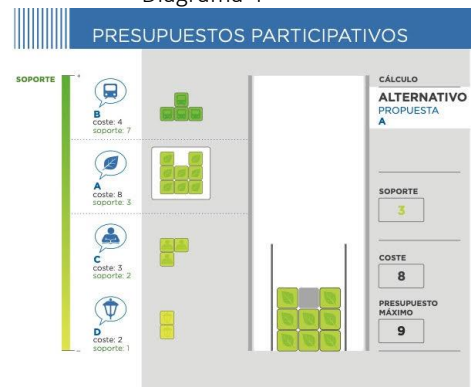 Diagrama 4
PRESUPUESTOS PARTICIPATIVOS
SOPORTE
+
B
coste: 4
soporte: 7
A
coste: 8
soporte: 3
C
coste: 3
soporte: 2
D
coste: 2
soporte: 1
-
CÁLCULO
ALTERNATIVO
PROPUESTA
A
SOPORTE
3
COSTE
8
PRESUPUESTO
MÁXIMO
9